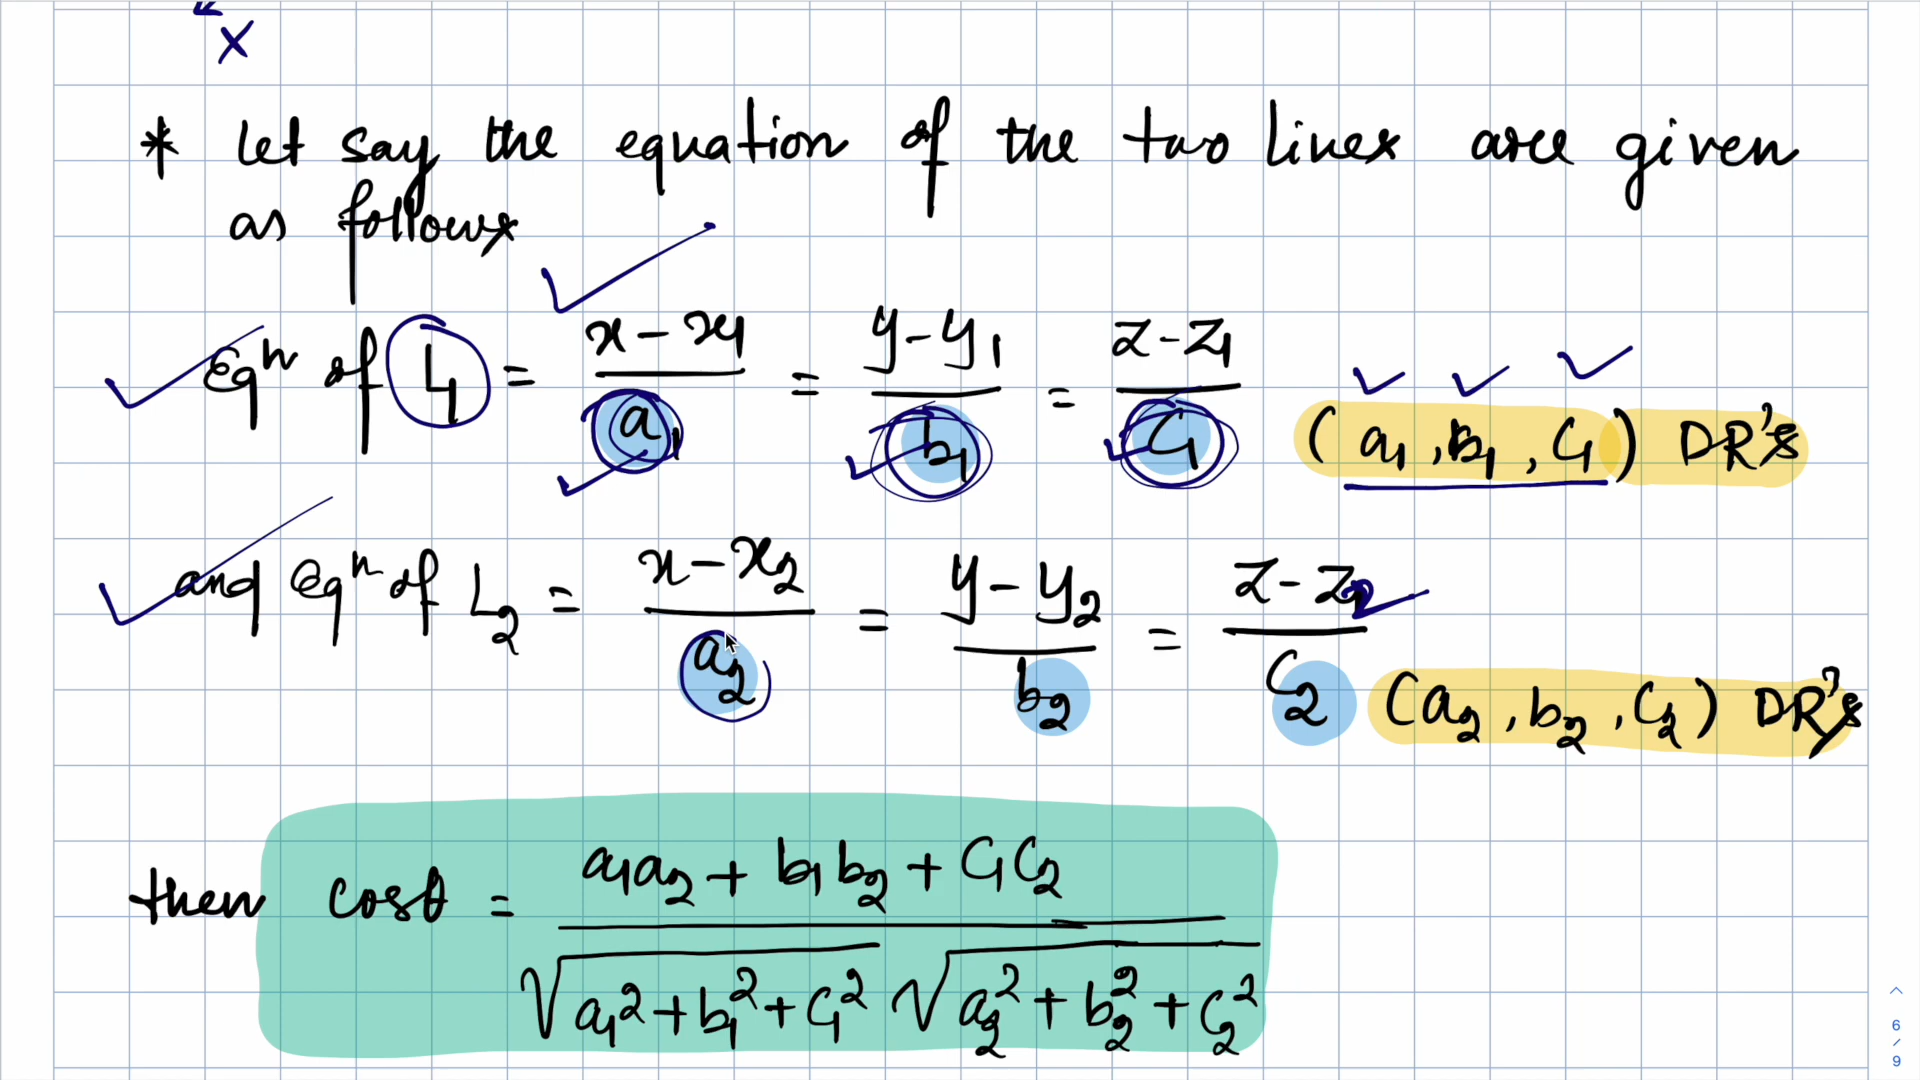 X
* let say the equation of the two lines are given
as follows
Eqⁿ of L₁ = x-x₁/a₁ = y-y₁/b₁ = z-z₁/c₁ (a₁, b₁, c₁) DR's
and Eqⁿ of L₂ = x-x₂/a₂ = y-y₂/b₂ = z-z₂/c₂ (a₂, b₂, c₂) DR's
then cosθ = a₁a₂ + b₁b₂ + c₁c₂ / √a₁²+b₁²+c₁² √a₂²+b₂²+c₂²
6
/
9